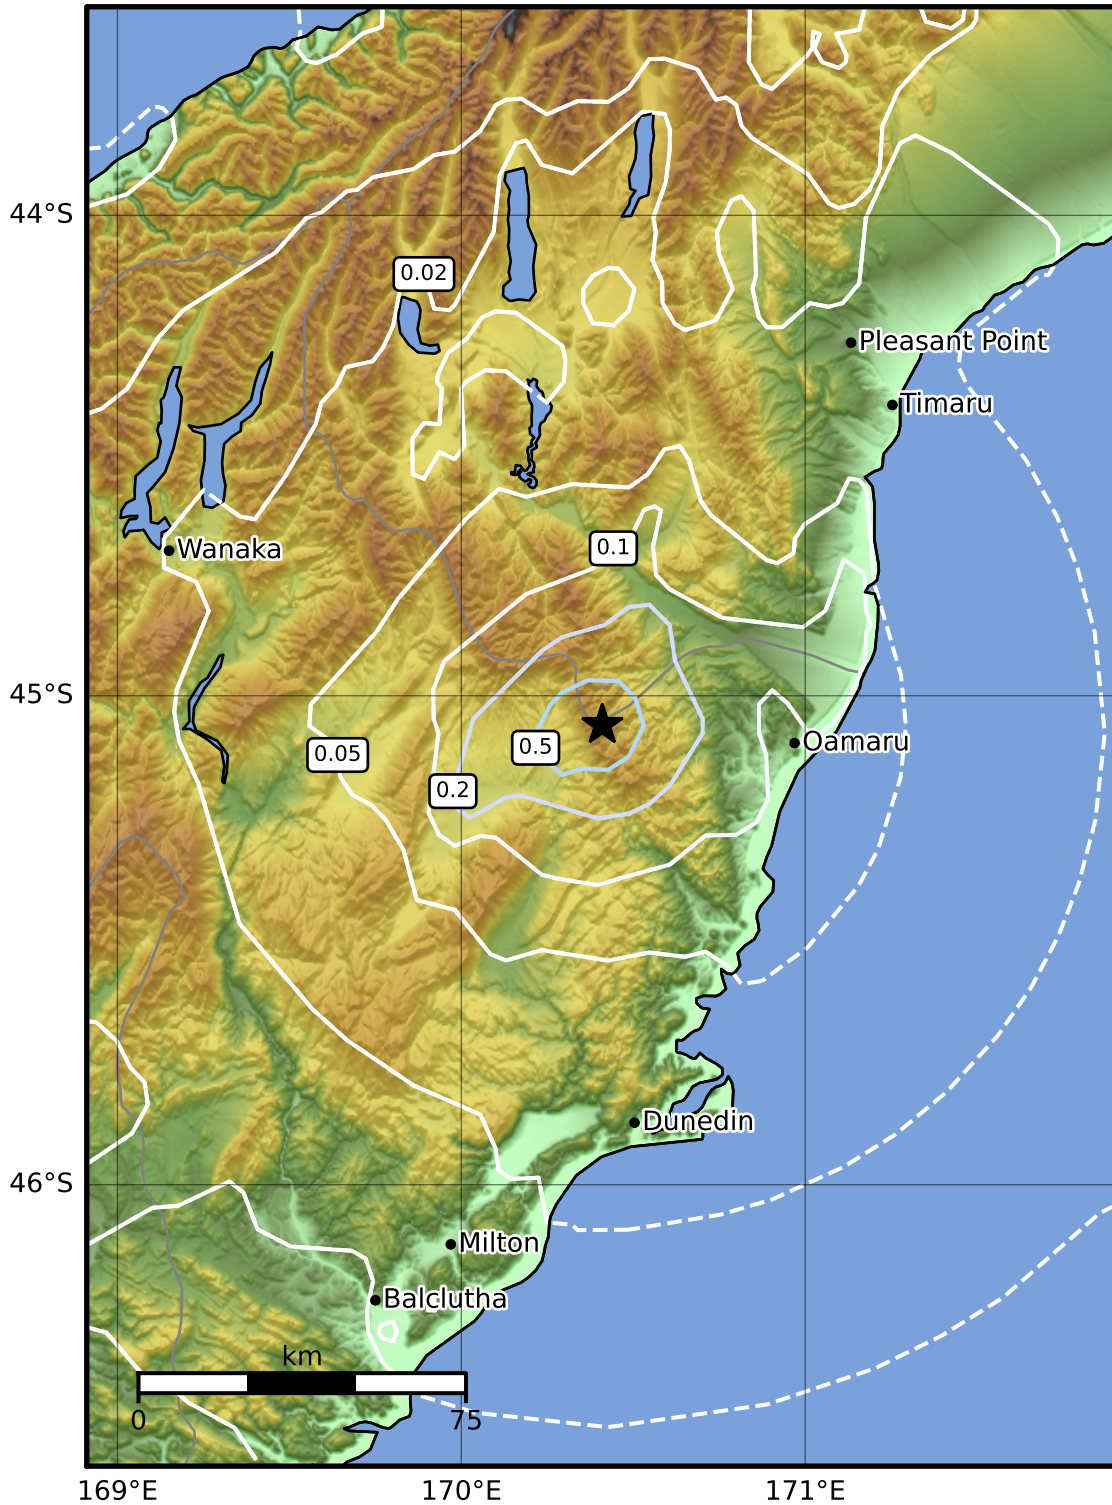 44°S
0.02
Pleasant Point
Timaru
Wanaka
0.1
45°S
Oamaru
0.5
0.05
0.2
Dunedin
46°S
Milton
Balclutha
km
0
75
169°E
170°E
171°E